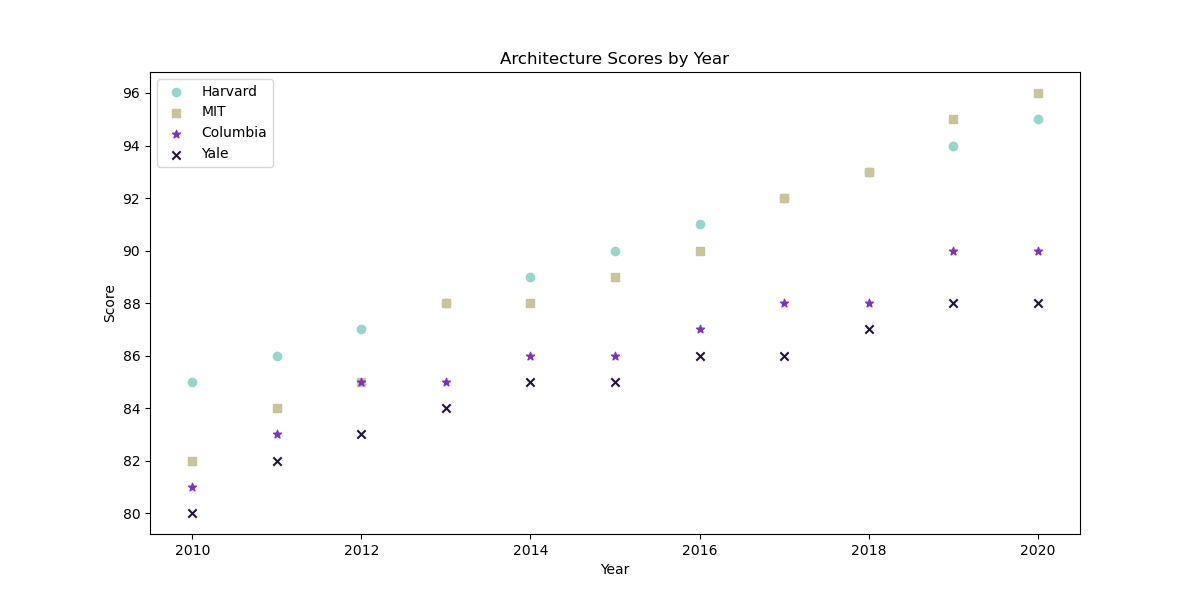 Architecture Scores by Year
Harvard
MIT
Columbia
Yale
96
94
92
90
88
86
84
82
80
Score
2010 2012 2014 2016 2018 2020
Year